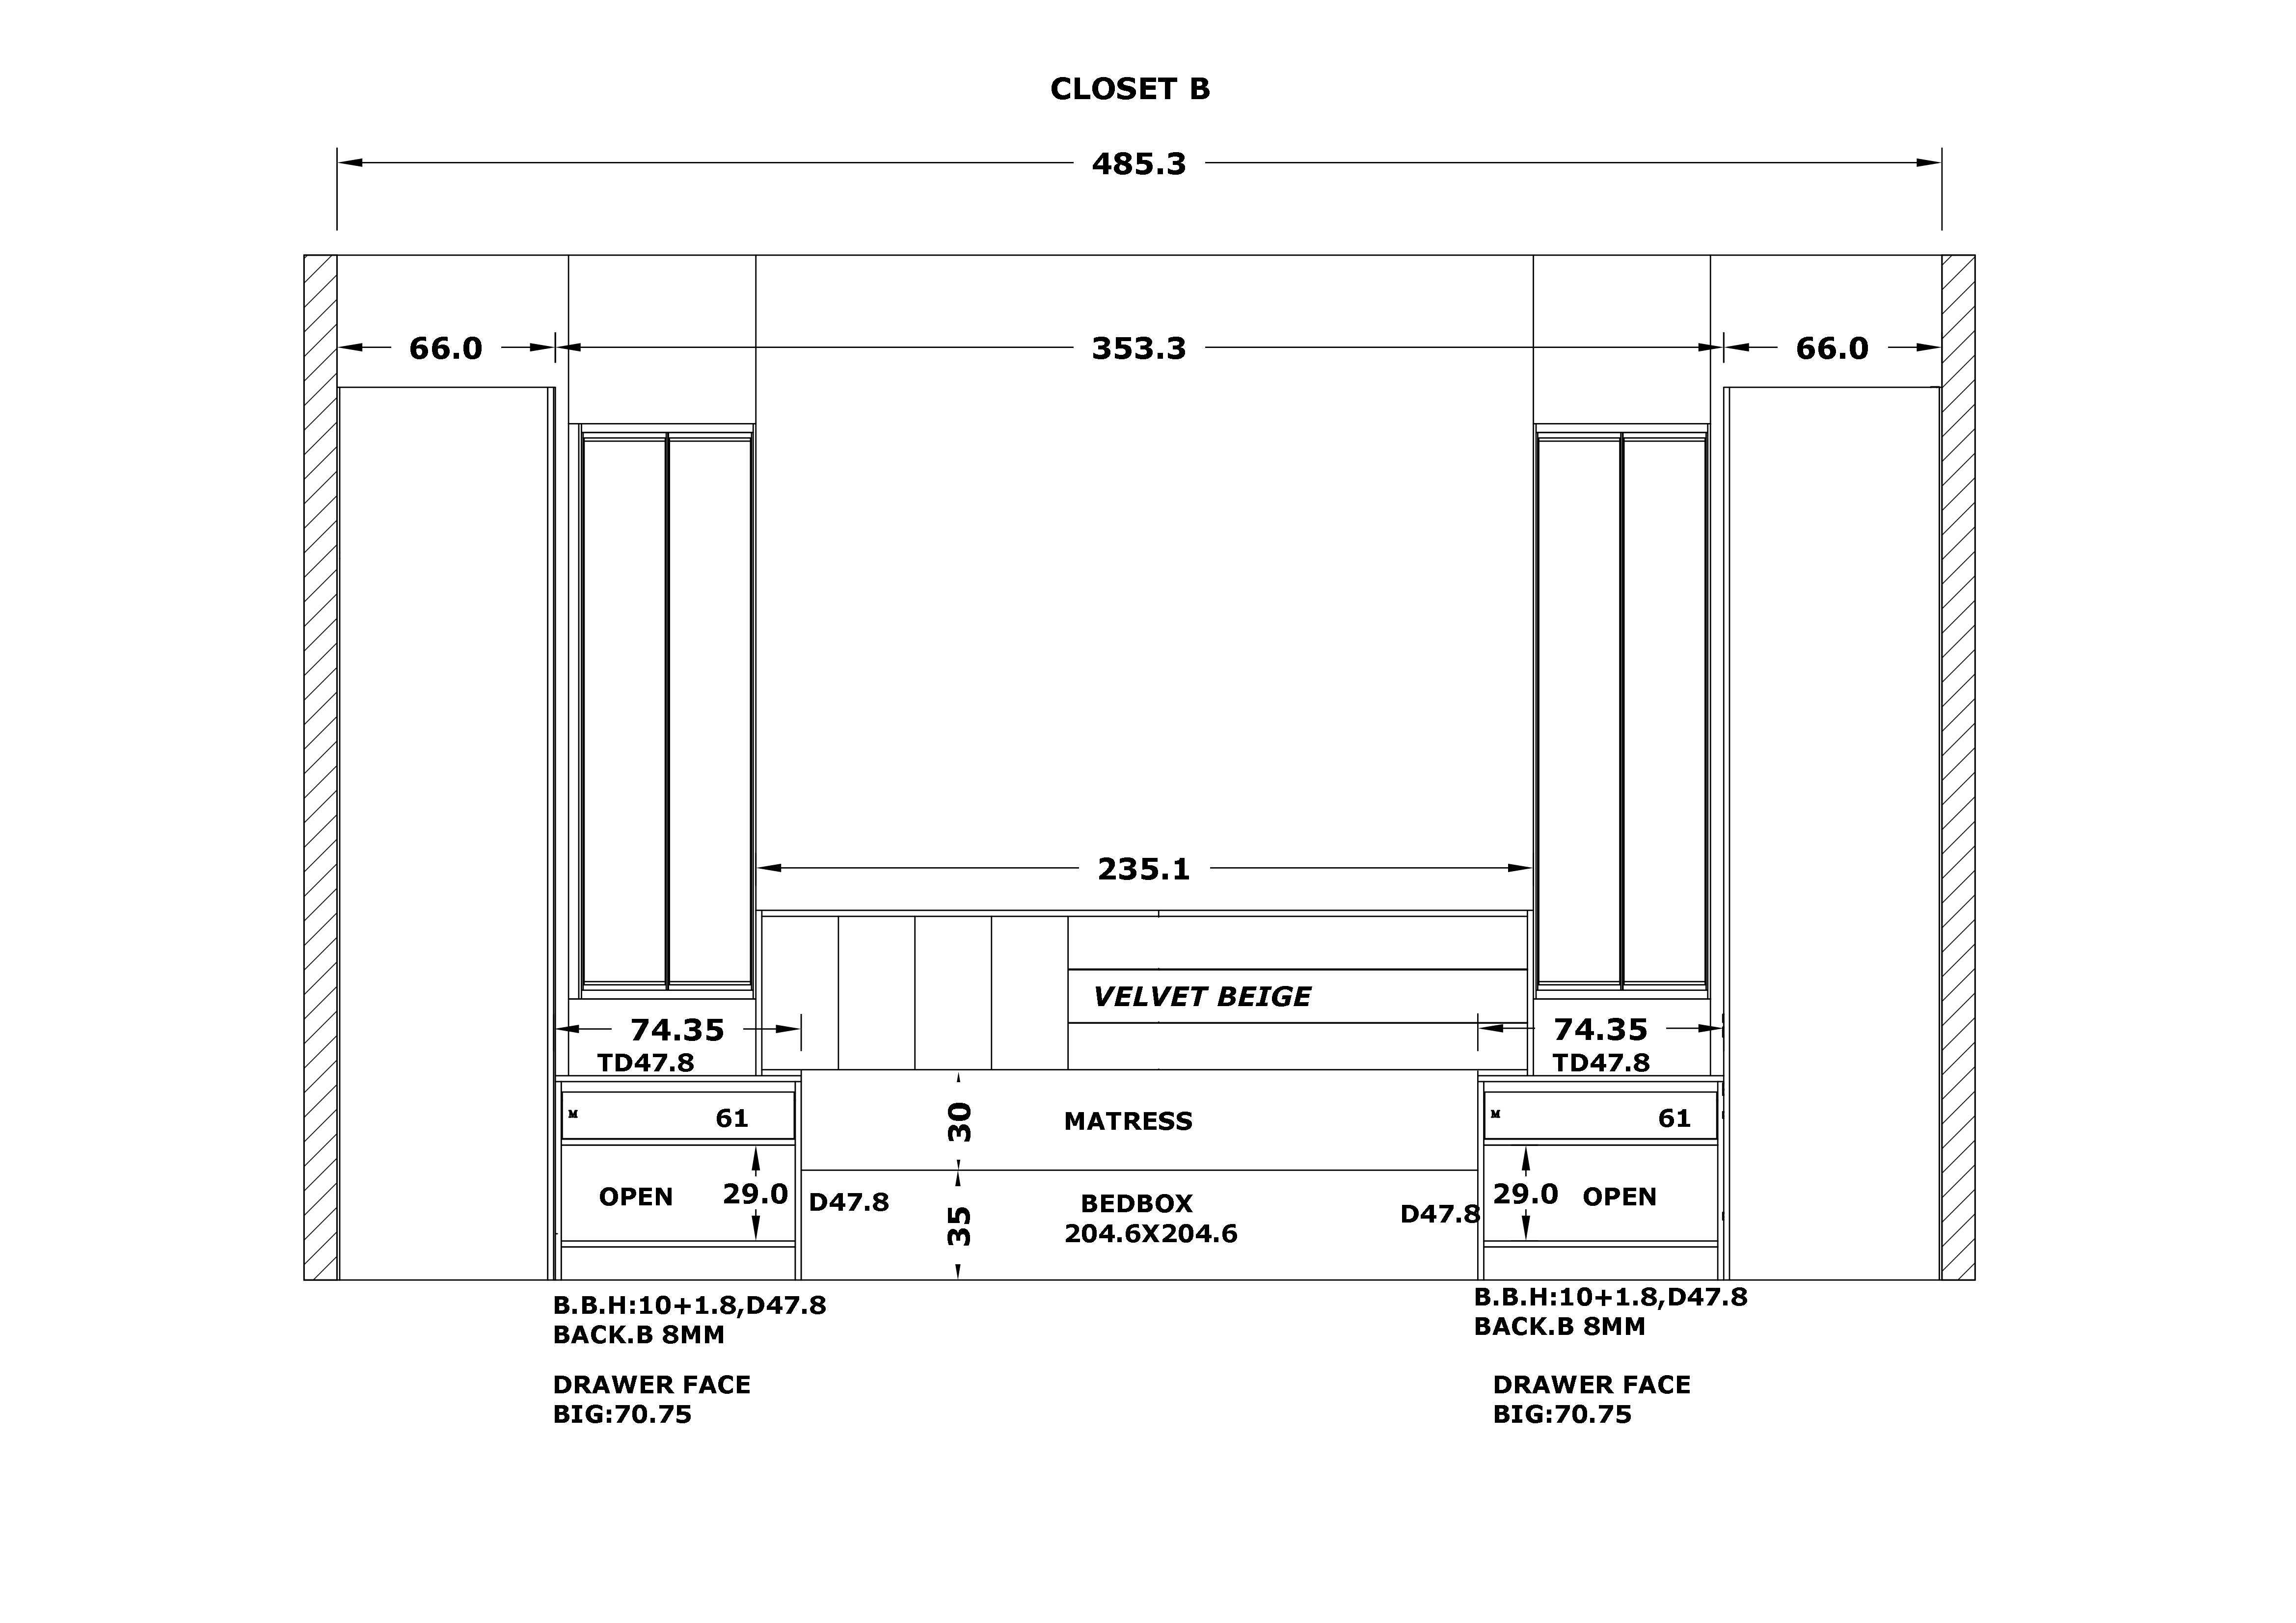 CLOSET B
485.3
66.0
353.3
66.0
235.1
VELVET BEIGE
74.35
74.35
TD47.8
TD47.8
M
61
30
MATRESS
M
61
OPEN
29.0
D47.8
35
BEDBOX
204.6X204.6
D47.8
29.0
OPEN
B.B.H:10+1.8,D47.8
BACK.B 8MM
B.B.H:10+1.8,D47.8
BACK.B 8MM
DRAWER FACE
BIG:70.75
DRAWER FACE
BIG:70.75